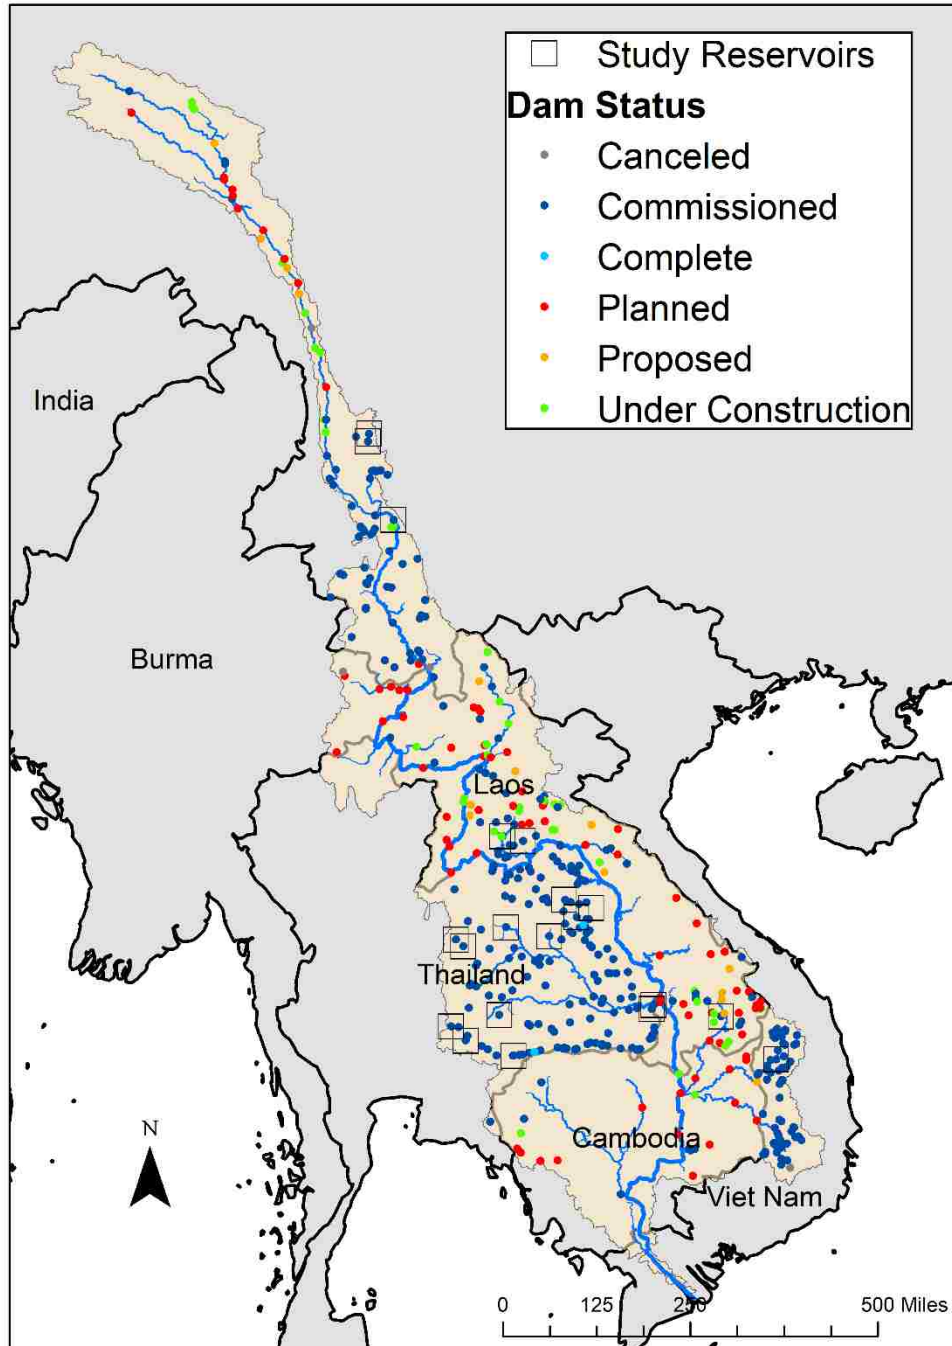 Study Reservoirs
Dam Status
Canceled
Commissioned
Complete
Planned
Proposed
Under Construction
India
Burma
Laos
Thailand
Cambodia
N
Viet Nam
0 125 250 500 Miles